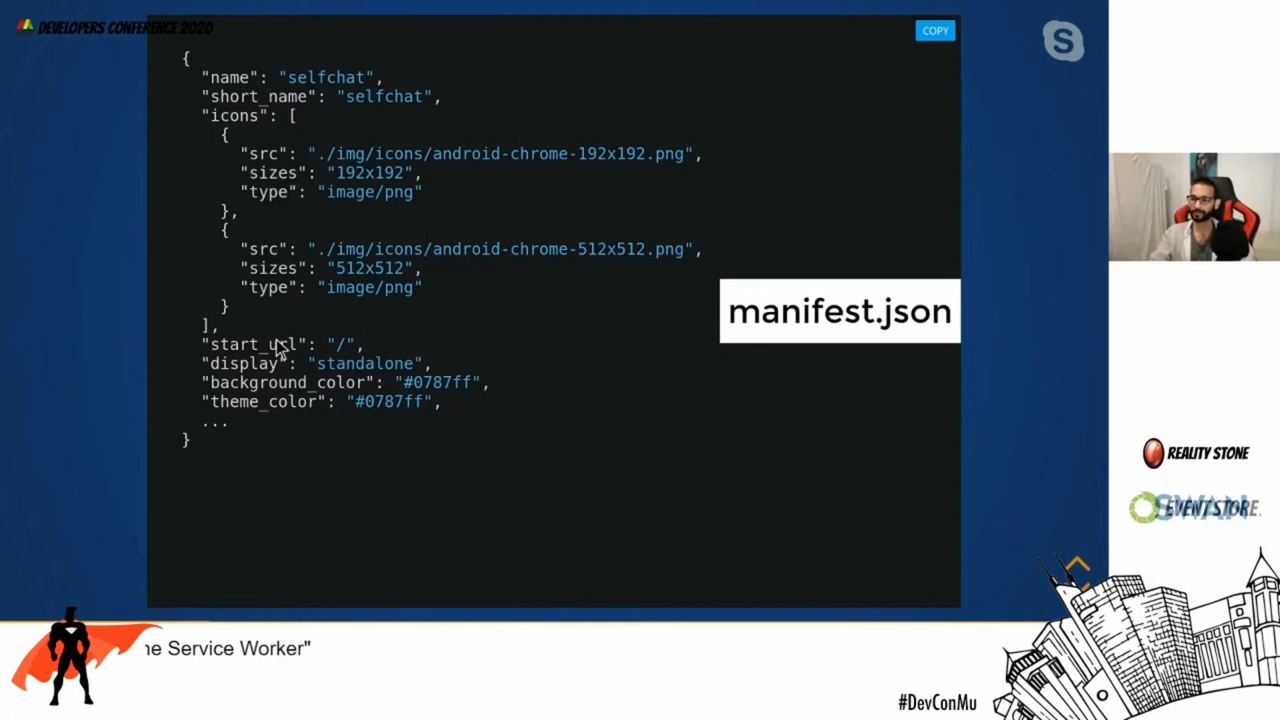 DEVELOPERS CONFERENCE 2020
COPY
S
{
"name": "selfchat",
"short_name": "selfchat",
"icons": [
{
"src": "./img/icons/android-chrome-192x192.png",
"sizes": "192x192",
"type": "image/png"
},
{
"src": "./img/icons/android-chrome-512x512.png",
"sizes": "512x512",
"type": "image/png"
}
],
"start_url": "/",
"display": "standalone",
"background_color": "#0787ff",
"theme_color": "#0787ff",
...
}
manifest.json
REALITY STONE
SWAN
EVENT STORE.
he Service Worker"
#DevConMu